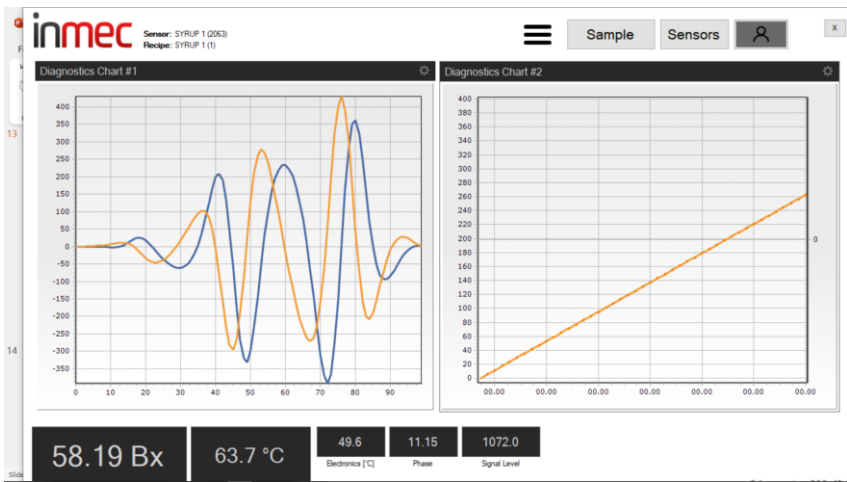 inmec
Sensor: SYRUP 1 (2063)
Recipe: SYRUP 1 (1)
Sample
Sensors
x
F
13
14
Slide
Diagnostics Chart #1
400
350
300
250
200
150
100
50
0
-50
-100
-150
-200
-250
-300
-350
0 10 20 30 40 50 60 70 80 90
Diagnostics Chart #2
400
380
360
340
320
300
280
260
240
220
200
180
160
140
120
100
80
60
40
20
0
0
00.00 00.00 00.00 00.00 00.00 00.00 00.00
58.19 Bx
63.7 °C
49.6
Electronics [°C]
11.15
Phase
1072.0
Signal Level